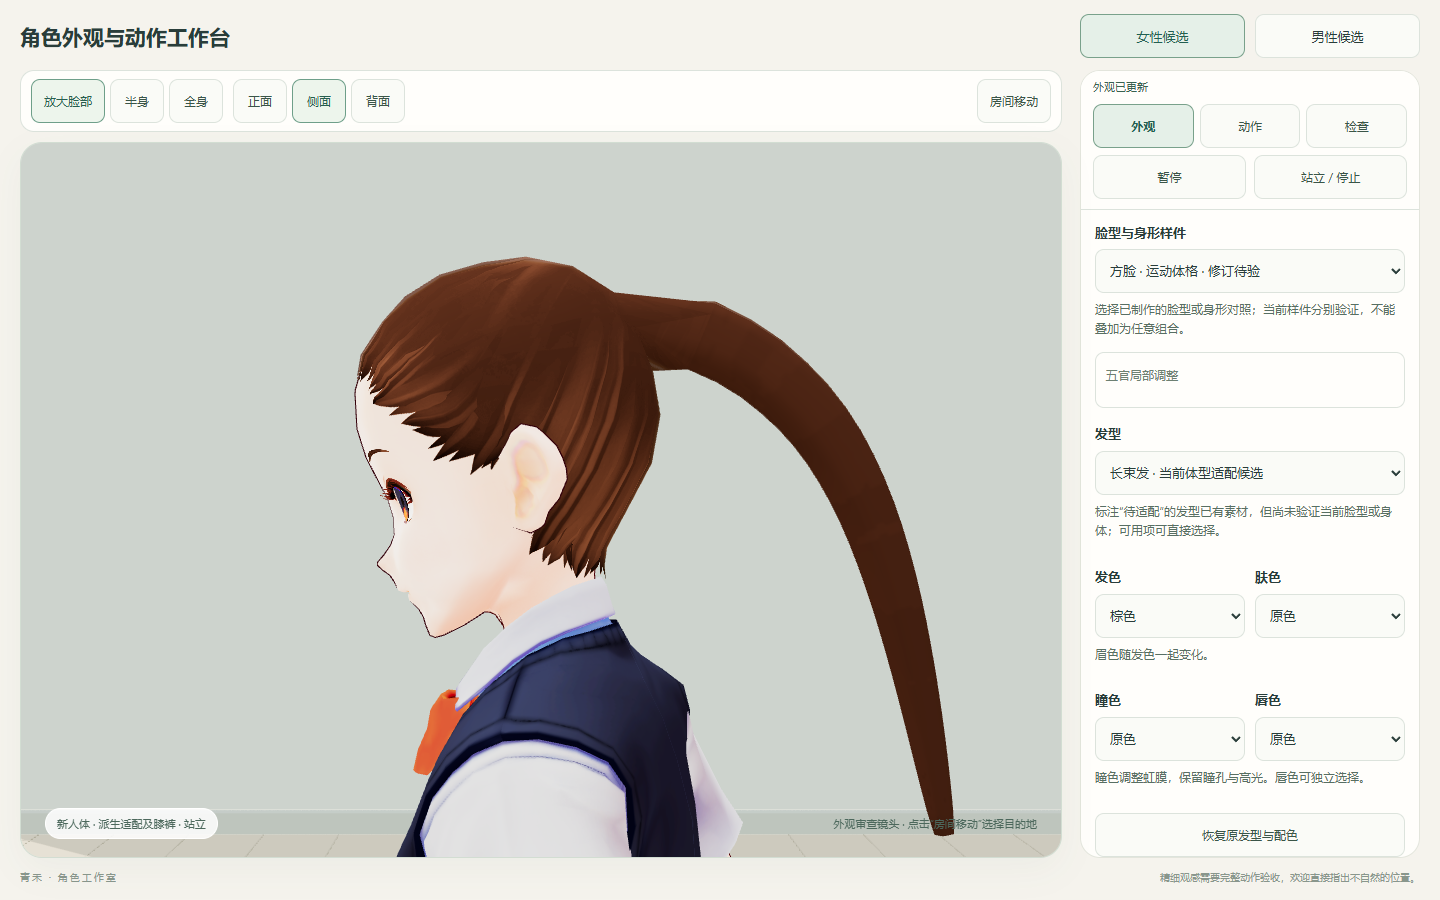 角色外观与动作工作台
女性候选
男性候选
放大脸部
半身
全身
正面
侧面
背面
房间移动
外观已更新
外观
动作
检查
暂停
站立 / 停止
脸型与身形样件
方脸 · 运动体格 · 修订待验
选择已制作的脸型或身形对照；当前样件分别验证，不能
叠加为任意组合。
五官局部调整
发型
长束发 · 当前体型适配候选
标注“待适配”的发型已有素材，但尚未验证当前脸型或身
体；可用项可直接选择。
发色
肤色
棕色
原色
眉色随发色一起变化。
瞳色
唇色
原色
原色
瞳色调整虹膜，保留瞳孔与高光。唇色可独立选择。
恢复原发型与配色
新人体 · 派生适配及膝裤 · 站立
外观审查镜头 · 点击“房间移动”选择目的地
青禾 · 角色工作室
精细观感需要完整动作验收，欢迎直接指出不自然的位置。